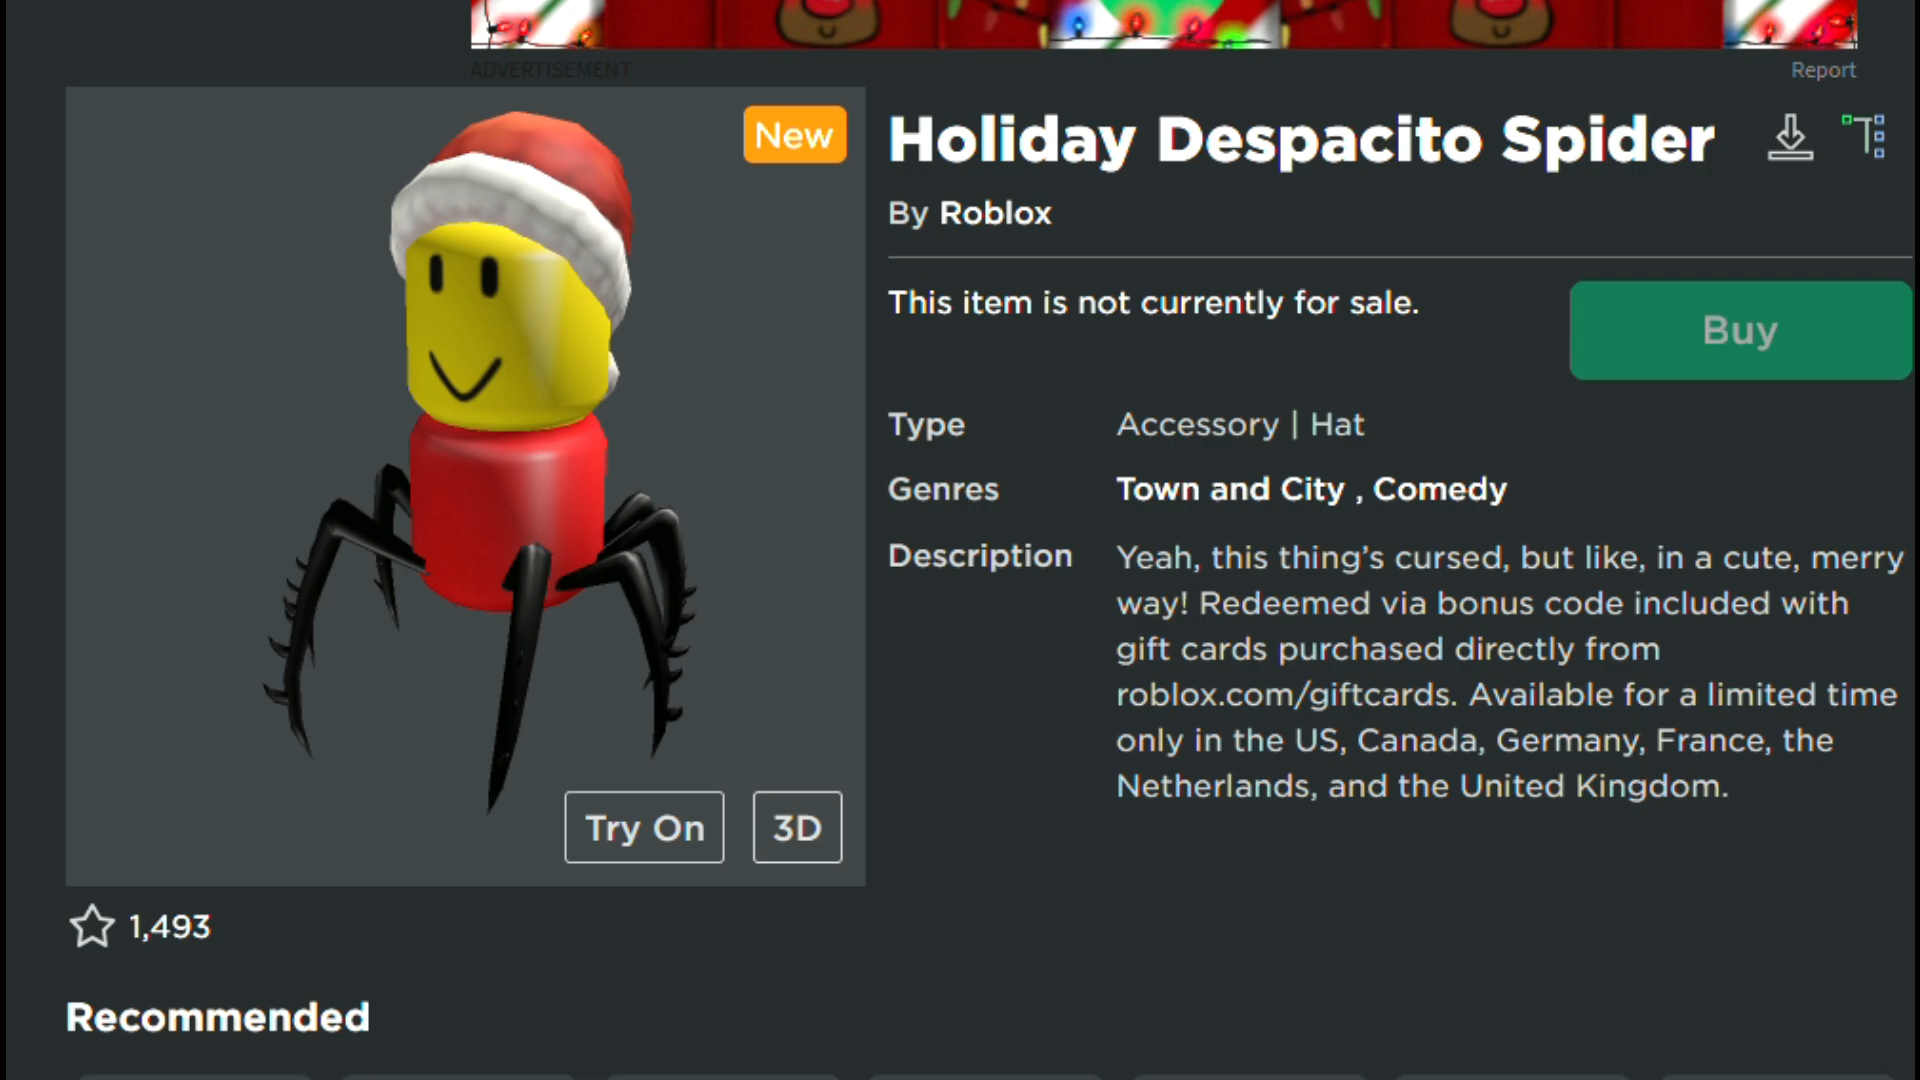 ADVERTISEMENT
Report
New
Holiday Despacito Spider
By Roblox
This item is not currently for sale.
Buy
Type
Accessory | Hat
Genres
Town and City , Comedy
Description
Yeah, this thing’s cursed, but like, in a cute, merry
way! Redeemed via bonus code included with
gift cards purchased directly from
roblox.com/giftcards. Available for a limited time
only in the US, Canada, Germany, France, the
Netherlands, and the United Kingdom.
Try On
3D
1,493
Recommended